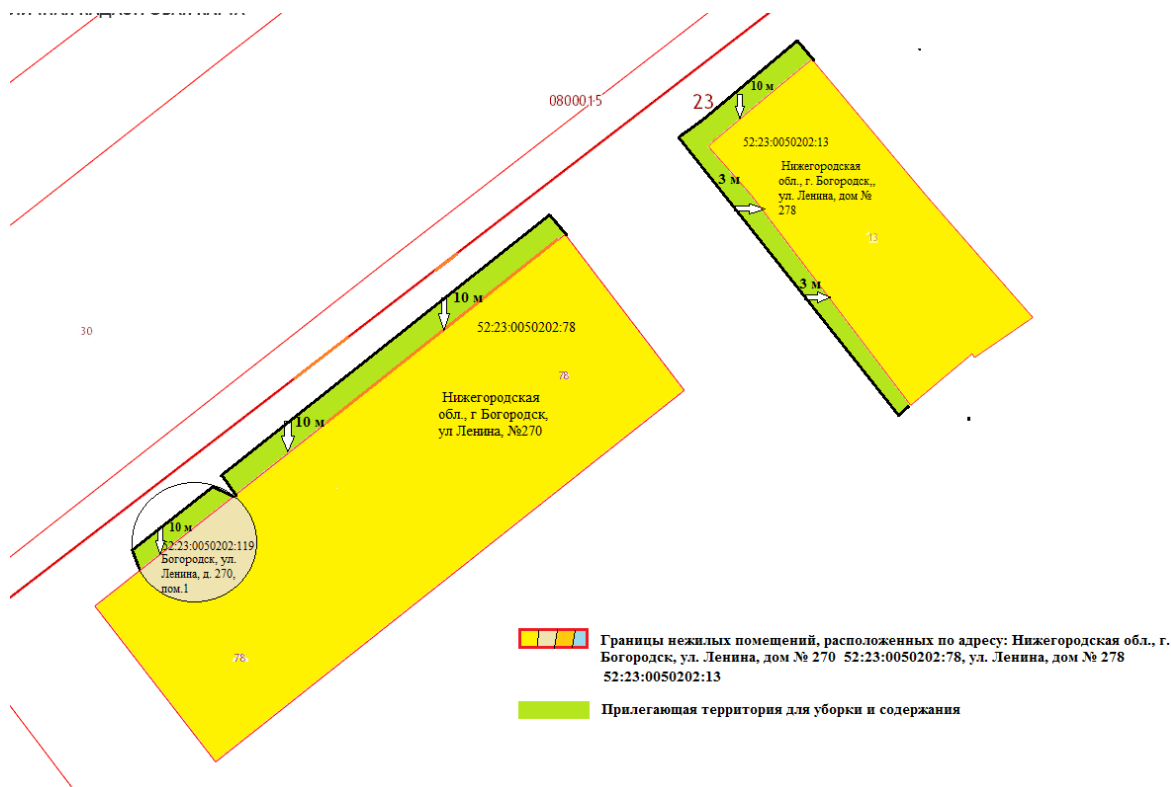 080001:5
23
10 м
52:23:0050202:13
Нижегородская
обл., г. Богородск,,
ул. Ленина, дом №
278
3 м
13
3 м
10 м
52:23:0050202:78
30
78
Нижегородская
обл., г Богородск,
ул Ленина, №270
10 м
10 м
52:23:0050202:119
Богородск, ул.
Ленина, д. 270,
пом.1
78
Границы нежилых помещений, расположенных по адресу: Нижегородская обл., г.
Богородск, ул. Ленина, дом № 270 52:23:0050202:78, ул. Ленина, дом № 278
52:23:0050202:13
Прилегающая территория для уборки и содержания